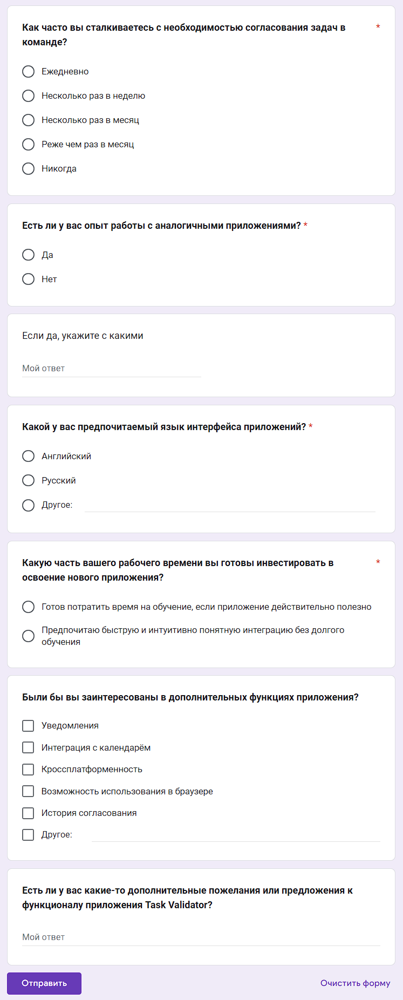 Как часто вы сталкиваетесь с необходимостью согласования задач в *
команде?
Ежедневно
Несколько раз в неделю
Несколько раз в месяц
Реже чем раз в месяц
Никогда
Есть ли у вас опыт работы с аналогичными приложениями? *
Да
Нет
Если да, укажите с какими
Мой ответ
Какой у вас предпочитаемый язык интерфейса приложений? *
Английский
Русский
Другое:
Какую часть вашего рабочего времени вы готовы инвестировать в *
освоение нового приложения?
Готов потратить время на обучение, если приложение действительно полезно
Предпочитаю быструю и интуитивно понятную интеграцию без долгого
обучения
Были бы вы заинтересованы в дополнительных функциях приложения?
Уведомления
Интеграция с календарём
Кроссплатформенность
Возможность использования в браузере
История согласования
Другое:
Есть ли у вас какие-то дополнительные пожелания или предложения к
функционалу приложения Task Validator?
Мой ответ
Отправить Очистить форму